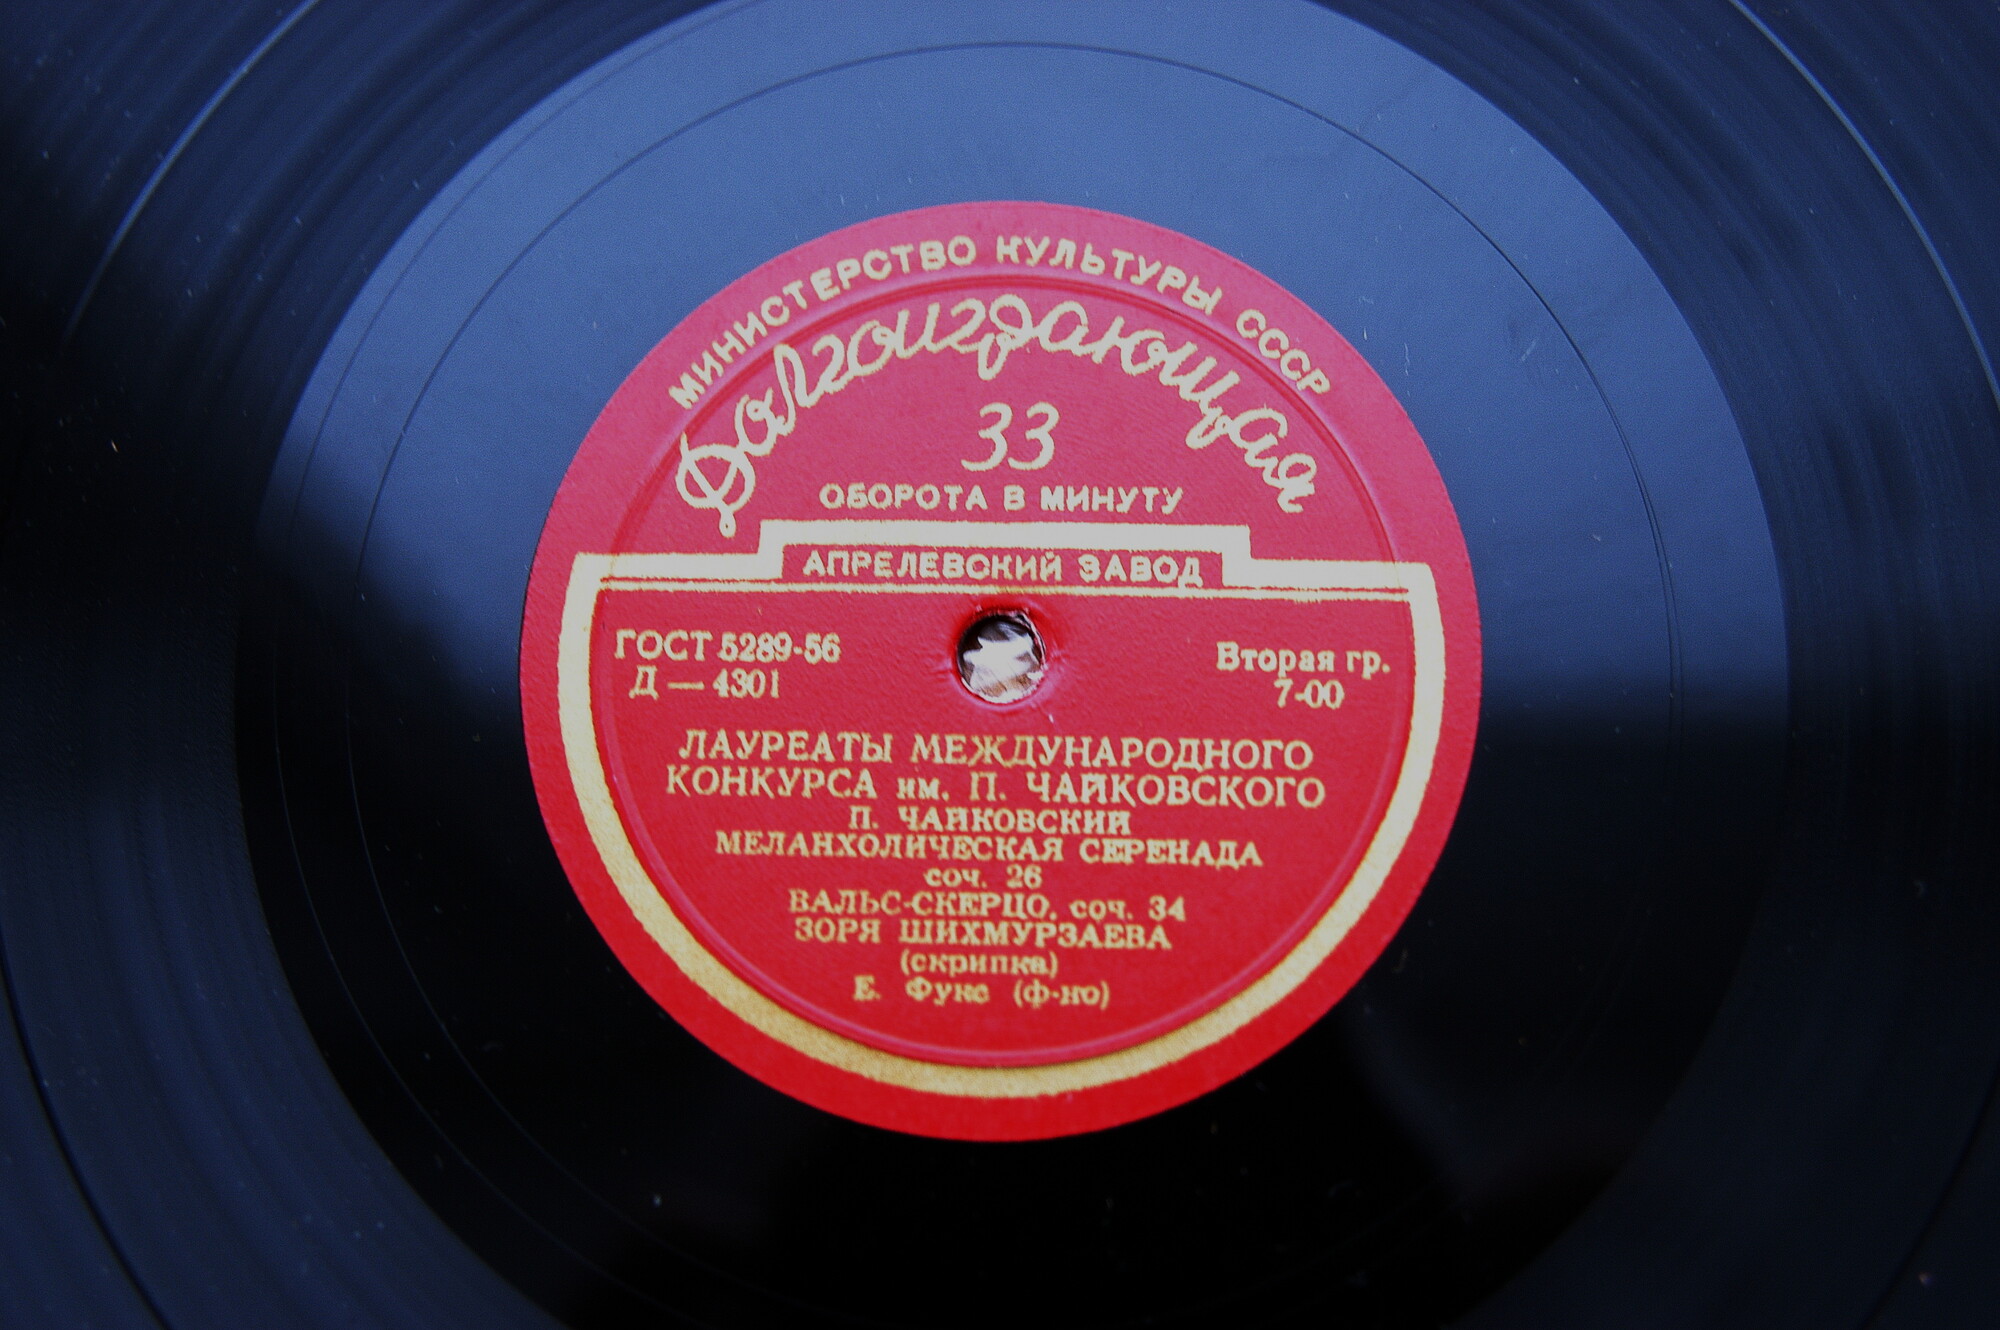 МИНИСТЕРСТВО КУЛЬТУРЫ СССР
Долгоиграющая
33
ОБОРОТА В МИНУТУ
АПРЕЛЕВСКИЙ ЗАВОД
ГОСТ 5289-56
Д — 4301
Вторая гр.
7-00
ЛАУРЕАТЫ МЕЖДУНАРОДНОГО
КОНКУРСА им. П. ЧАЙКОВСКОГО
П. ЧАЙКОВСКИЙ
МЕЛАНХОЛИЧЕСКАЯ СЕРЕНАДА
соч. 26
ВАЛЬС-СКЕРЦО, соч. 34
ЗОРЯ ШИХМУРЗАЕВА
(скрипка)
Е. Фукс (ф-но)